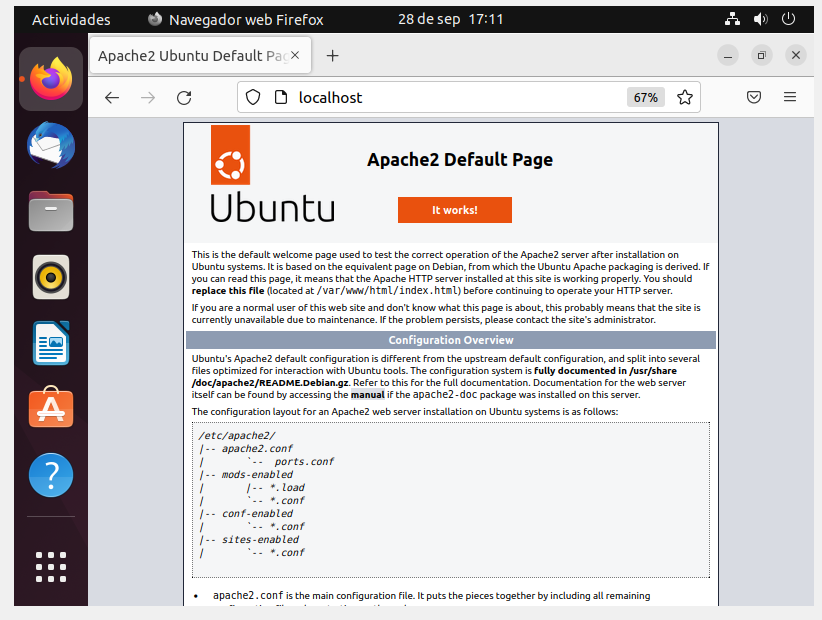 Actividades
Navegador web Firefox
28 de sep 17:11
Apache2 Ubuntu Default Pag
localhost
67%
Ubuntu
Apache2 Default Page
It works!
This is the default welcome page used to test the correct operation of the Apache2 server after installation on
Ubuntu systems. It is based on the equivalent page on Debian, from which the Ubuntu Apache packaging is derived. If
you can read this page, it means that the Apache HTTP server installed at this site is working properly. You should
replace this file (located at /var/www/html/index.html) before continuing to operate your HTTP server.
If you are a normal user of this web site and don't know what this page is about, this probably means that the site is
currently unavailable due to maintenance. If the problem persists, please contact the site's administrator.
Configuration Overview
Ubuntu's Apache2 default configuration is different from the upstream default configuration, and split into several
files optimized for interaction with Ubuntu tools. The configuration system is fully documented in /usr/share
/doc/apache2/README.Debian.gz. Refer to this for the full documentation. Documentation for the web server
itself can be found by accessing the manual if the apache2-doc package was installed on this server.
The configuration layout for an Apache2 web server installation on Ubuntu systems is as follows:
/etc/apache2/
|-- apache2.conf
|       `--  ports.conf
|-- mods-enabled
|       |-- *.load
|       `-- *.conf
|-- conf-enabled
|       `-- *.conf
|-- sites-enabled
|       `-- *.conf
• apache2.conf is the main configuration file. It puts the pieces together by including all remaining